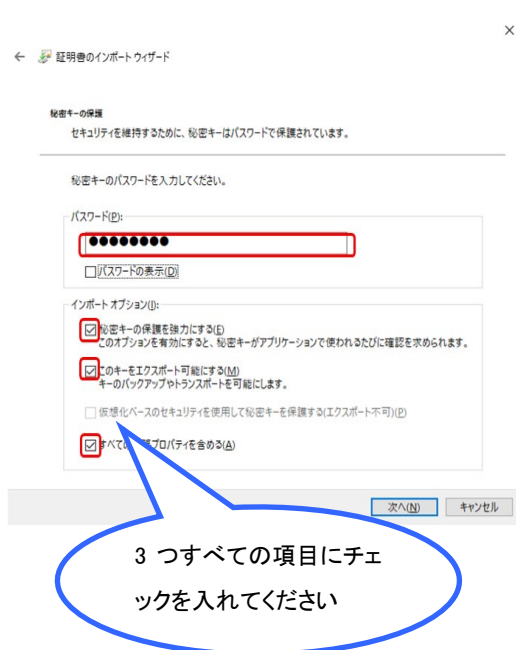 証明書のインポート ウィザード
秘密キーの保護
セキュリティを維持するために、秘密キーはパスワードで保護されています。
秘密キーのパスワードを入力してください。
パスワード(P):
●●●●●●●●
パスワードの表示(D)
インポート オプション(I):
秘密キーの保護を強力にする(E)
このオプションを有効にすると、秘密キーがアプリケーションで使われるたびに確認を求められます。
このキーをエクスポート可能にする(M)
キーのバックアップやトランスポートを可能にします。
仮想化ベースのセキュリティを使用して秘密キーを保護する(エクスポート不可)(P)
すべての プロパティを含める(A)
次へ(N) キャンセル
3 つすべての項目にチェ
ックを入れてください